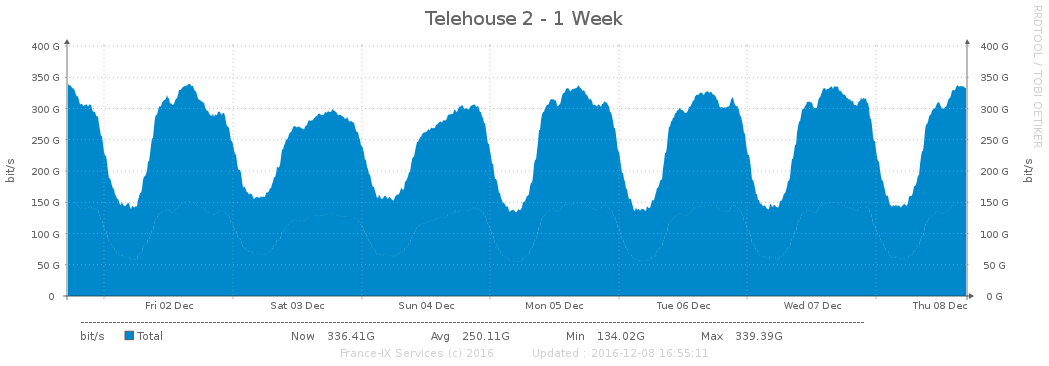 Telehouse 2 - 1 Week
RRDTOOL / TOBI OETIKER
400 G 400 G
350 G 350 G
300 G 300 G
250 G 250 G
200 G 200 G
150 G 150 G
100 G 100 G
50 G 50 G
0 0 G
bit/s bit/s
Fri 02 Dec Sat 03 Dec Sun 04 Dec Mon 05 Dec Tue 06 Dec Wed 07 Dec Thu 08 Dec
bit/s Total Now 336.41G Avg 250.11G Min 134.02G Max 339.39G
France-IX Services (c) 2016 Updated : 2016-12-08 16:55:11